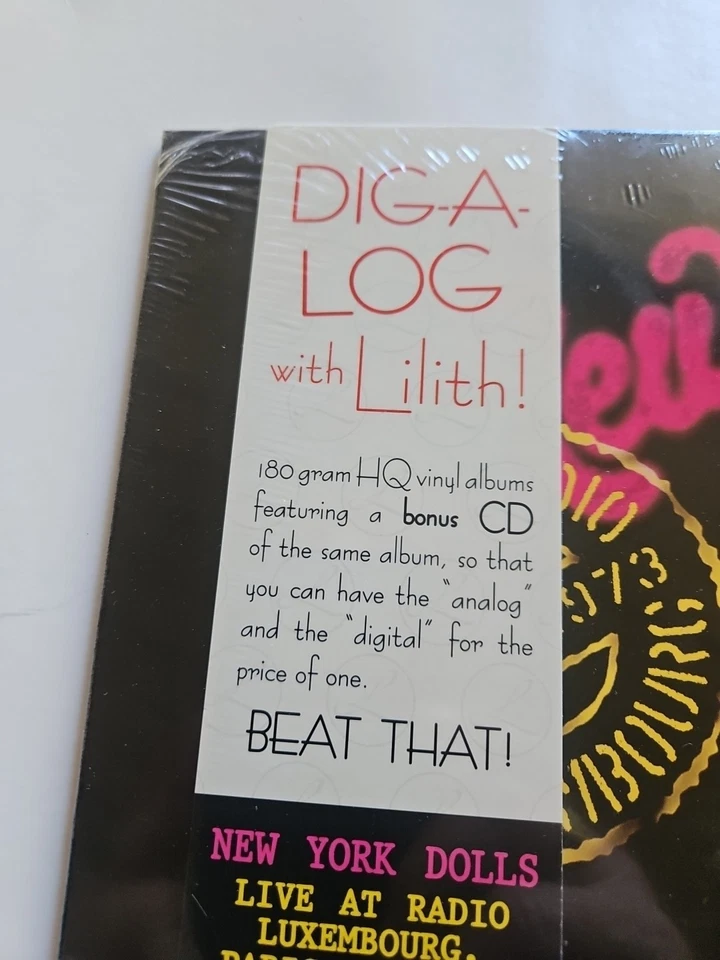 DIG-A-
LOG
with Lilith!
180 gram HQ vinyl albums
featuring a bonus CD
of the same album, so that
you can have the "analog"
and the "digital" for the
price of one.
BEAT THAT!
NEW YORK DOLLS
LIVE AT RADIO
LUXEMBOURG,